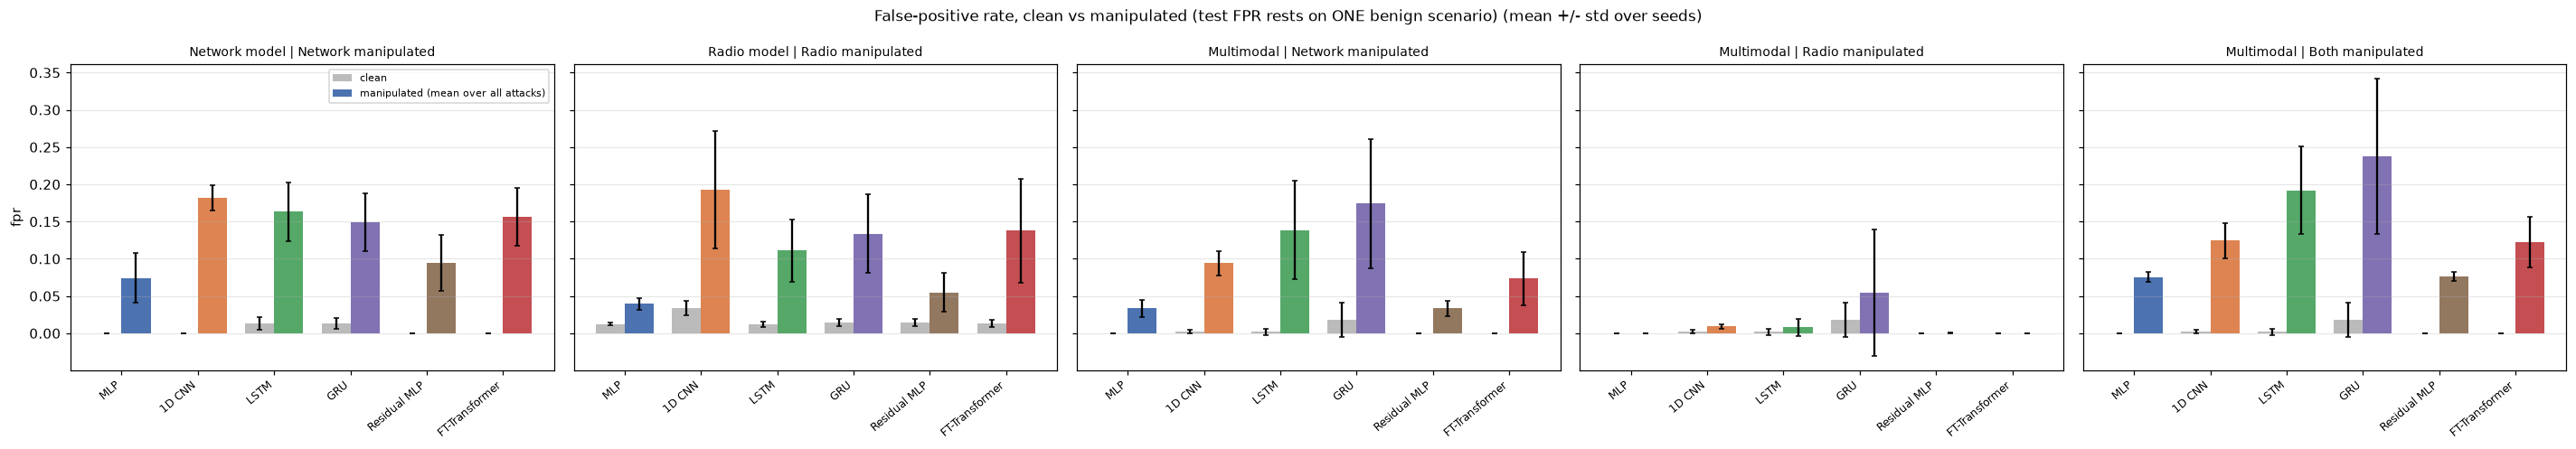 False-positive rate, clean vs manipulated (test FPR rests on ONE benign scenario) (mean +/- std over seeds)
Network model | Network manipulated
Radio model | Radio manipulated
Multimodal | Network manipulated
Multimodal | Radio manipulated
Multimodal | Both manipulated
clean
manipulated (mean over all attacks)
fpr
0.35
0.30
0.25
0.20
0.15
0.10
0.05
0.00
MLP
1D CNN
LSTM
GRU
Residual MLP
FT-Transformer
MLP
1D CNN
LSTM
GRU
Residual MLP
FT-Transformer
MLP
1D CNN
LSTM
GRU
Residual MLP
FT-Transformer
MLP
1D CNN
LSTM
GRU
Residual MLP
FT-Transformer
MLP
1D CNN
LSTM
GRU
Residual MLP
FT-Transformer